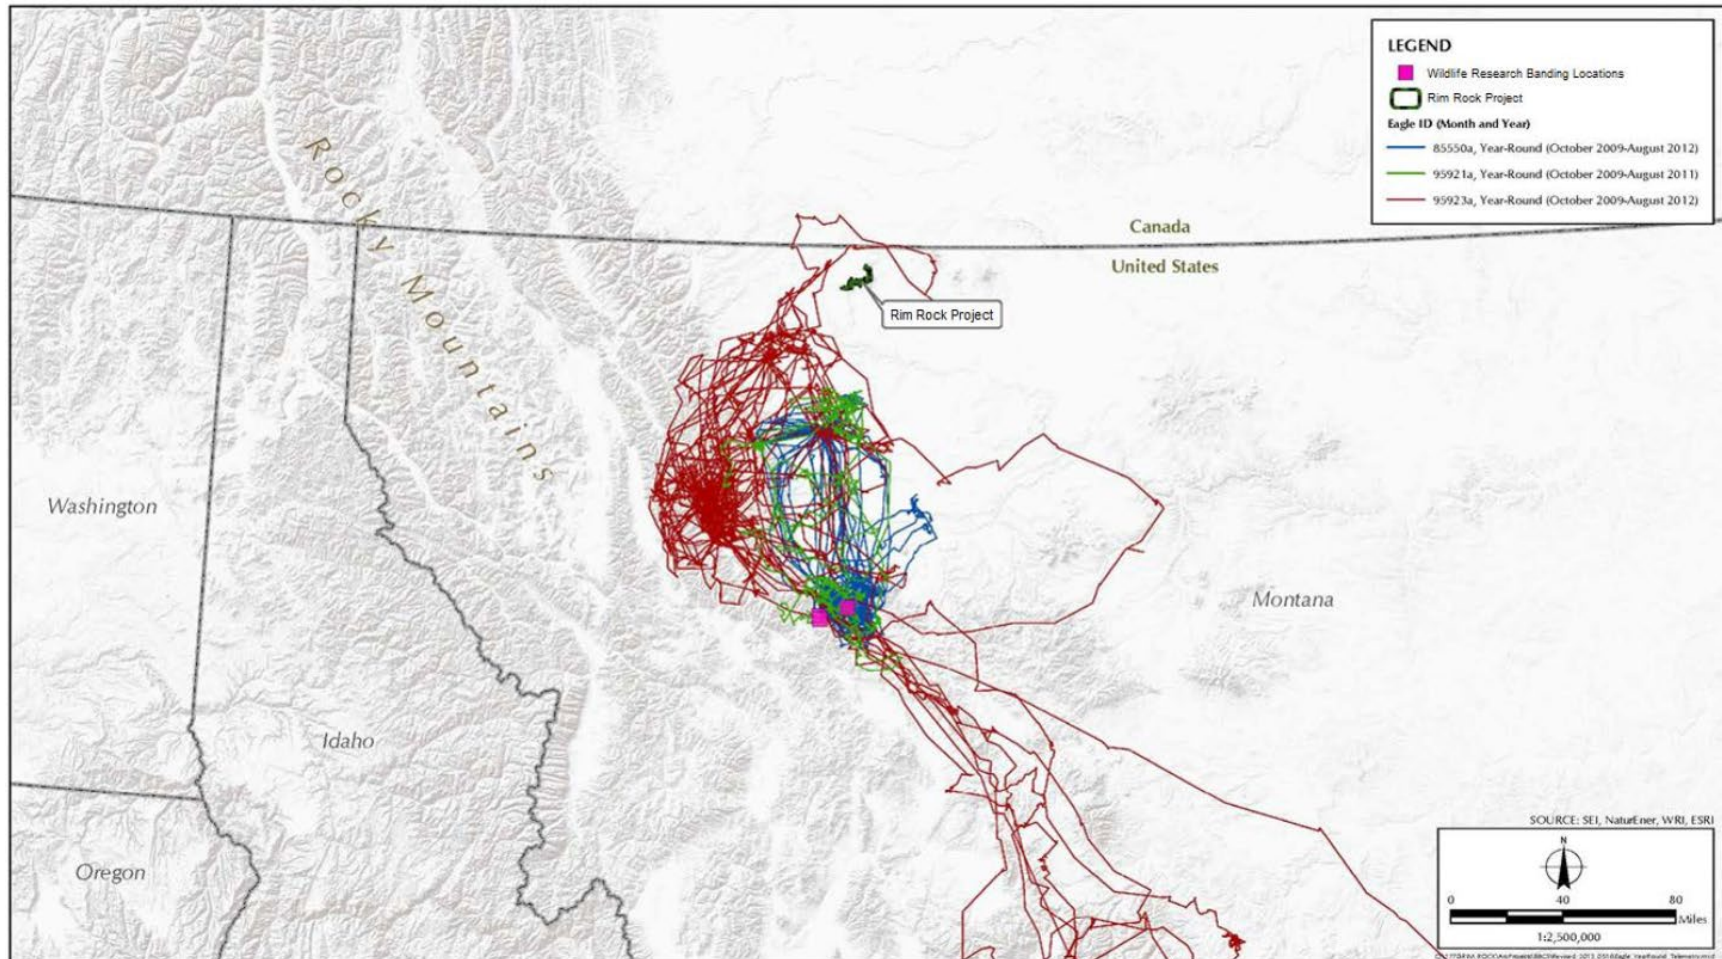 LEGEND
Wildlife Research Banding Locations
Rim Rock Project
Eagle ID (Month and Year)
85550a, Year-Round (October 2009-August 2012)
95921a, Year-Round (October 2009-August 2011)
95923a, Year-Round (October 2009-August 2012)
Rocky Mountains
Canada
United States
Rim Rock Project
Washington
Montana
Idaho
Oregon
SOURCE: SEI, NaturEner, WRI, ESRI
N
0 40 80
Miles
1:2,500,000